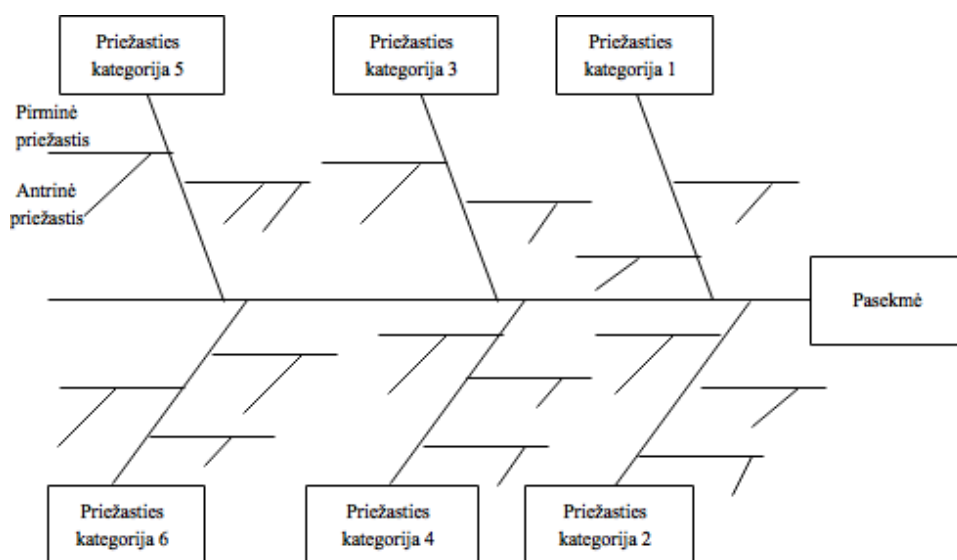 Priežasties
kategorija 5
Priežasties
kategorija 3
Priežasties
kategorija 1
Pirminė
priežastis
Antrinė
priežastis
Pasekmė
Priežasties
kategorija 6
Priežasties
kategorija 4
Priežasties
kategorija 2